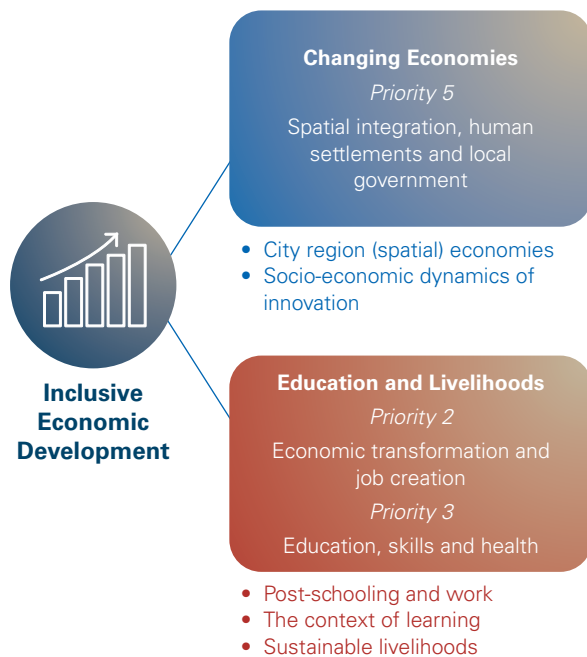 Changing Economies
Priority 5
Spatial integration, human
settlements and local
government
• City region (spatial) economies
• Socio-economic dynamics of
innovation
Inclusive
Economic
Development
Education and Livelihoods
Priority 2
Economic transformation and
job creation
Priority 3
Education, skills and health
• Post-schooling and work
• The context of learning
• Sustainable livelihoods